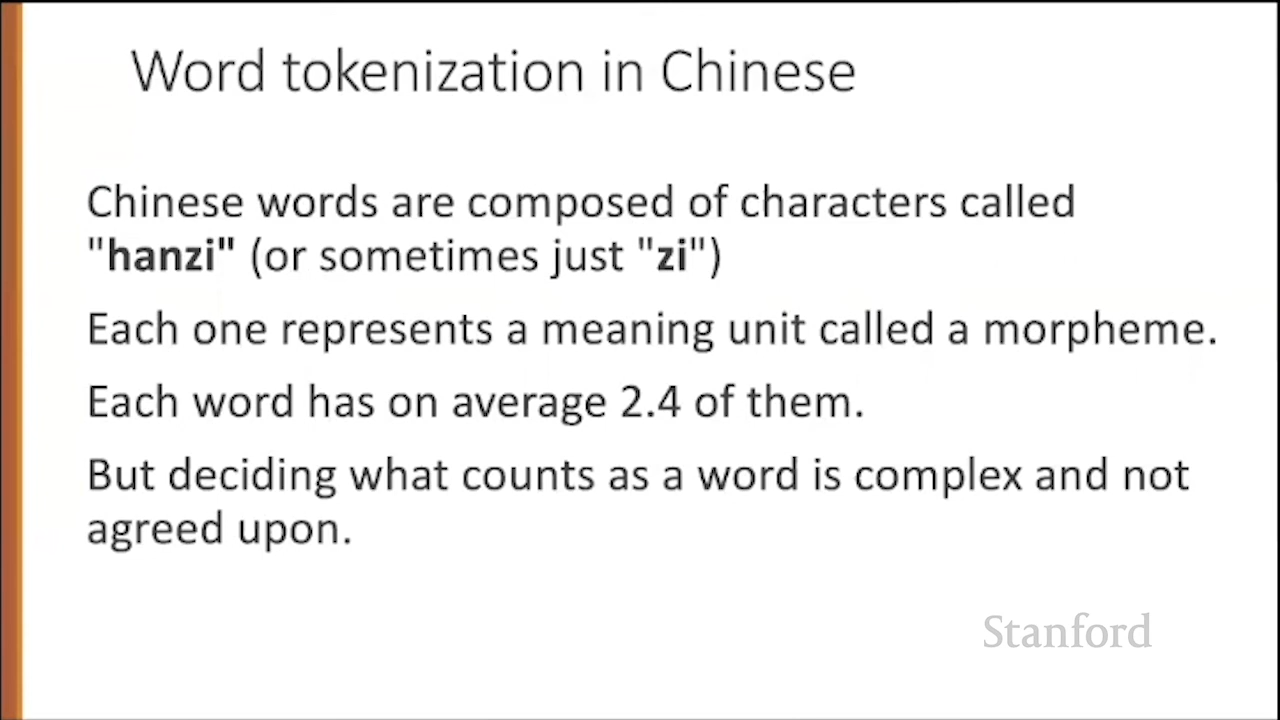 Word tokenization in Chinese
Chinese words are composed of characters called
"hanzi" (or sometimes just "zi")
Each one represents a meaning unit called a morpheme.
Each word has on average 2.4 of them.
But deciding what counts as a word is complex and not
agreed upon.
Stanford